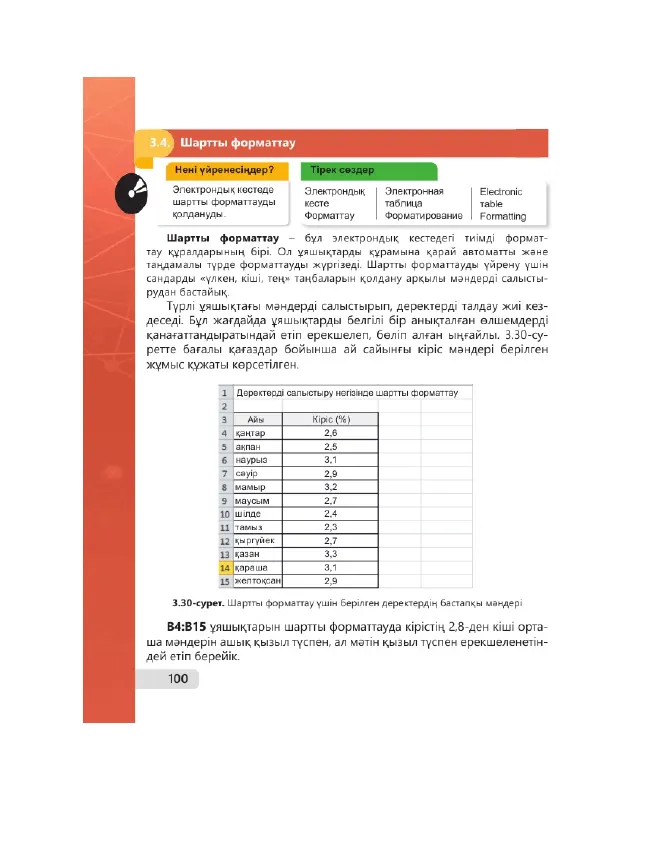 3.4. Шартты форматтау
Нені үйренесіңдер?
Электрондық кестеде
шартты форматтауды
қолдануды.
Тірек сөздер
Электрондық
кесте
Форматтау
Электронная
таблица
Форматирование
Electronic
table
Formatting
Шартты форматтау – бұл электрондық кестедегі тиімді формат-
тау құралдарының бірі. Ол ұяшықтарды құрамына қарай автоматты және
таңдамалы түрде форматтауды жүргізеді. Шартты форматтауды үйрену үшін
сандарды «үлкен, кіші, тең» таңбаларын қолдану арқылы мәндерді салысты-
рудан бастайық.
Түрлі ұяшықтағы мәндерді салыстырып, деректерді талдау жиі кез-
деседі. Бұл жағдайда ұяшықтарды белгілі бір анықталған өлшемдерді
қанағаттандыратындай етіп ерекшелеп, бөліп алған ыңғайлы. 3.30-су-
ретте бағалы қағаздар бойынша ай сайынғы кіріс мәндері берілген
жұмыс құжаты көрсетілген.
1 Деректерді салыстыру негізінде шартты форматтау
2
3 Айы Кіріс (%)
4 қаңтар 2,6
5 ақпан 2,5
6 наурыз 3,1
7 сәуір 2,9
8 мамыр 3,2
9 маусым 2,7
10 шілде 2,4
11 тамыз 2,3
12 қыргүйек 2,7
13 қазан 3,3
14 қараша 3,1
15 желтоқсан 2,9
3.30-сурет. Шартты форматтау үшін берілген деректердің бастапқы мәндері
B4:B15 ұяшықтарын шартты форматтауда кірістің 2,8-ден кіші орта-
ша мәндерін ашық қызыл түспен, ал мәтін қызыл түспен ерекшеленетін-
дей етіп берейік.
100